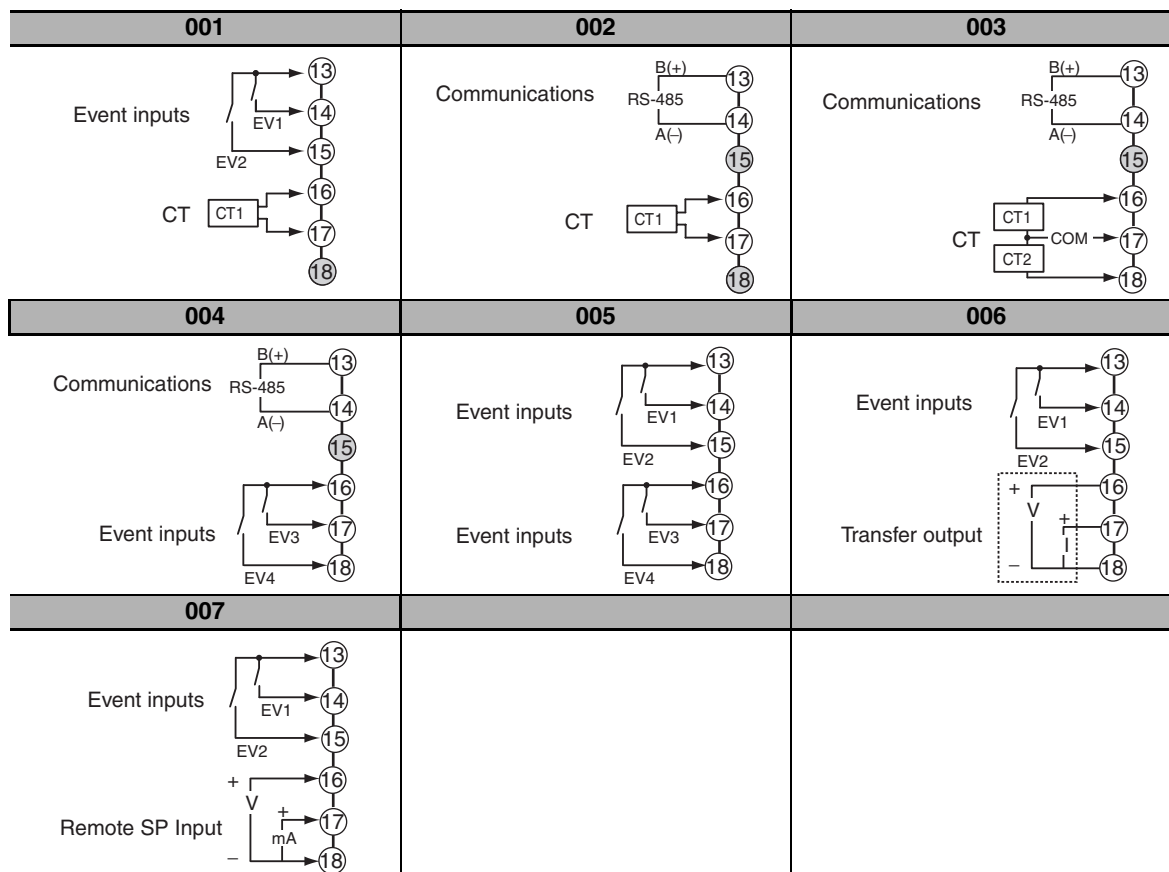 001
002
003
Event inputs
EV1
EV2
CT
CT1
13
14
15
16
17
18
Communications
B(+)
RS-485
A(–)
CT
CT1
13
14
15
16
17
18
Communications
B(+)
RS-485
A(–)
CT
CT1
COM
CT2
13
14
15
16
17
18
004
005
006
Communications
B(+)
RS-485
A(–)
Event inputs
EV3
EV4
13
14
15
16
17
18
Event inputs
EV1
EV2
Event inputs
EV3
EV4
13
14
15
16
17
18
Event inputs
EV1
EV2
Transfer output
+
V
–
+
I
13
14
15
16
17
18
007
Event inputs
EV1
EV2
Remote SP Input
+
V
–
+
mA
13
14
15
16
17
18